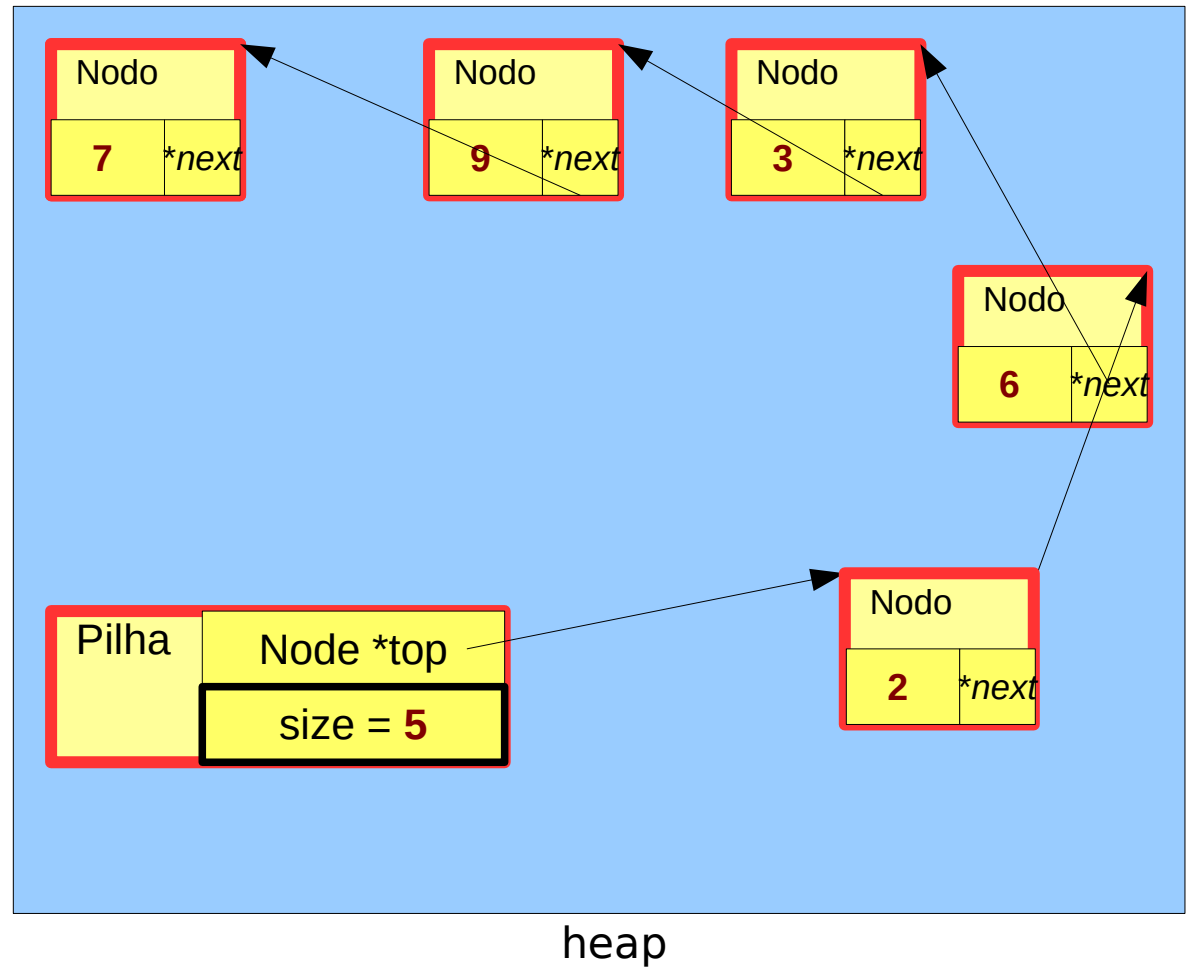 Nodo
7 *next
Nodo
9 *next
Nodo
3 *next
Nodo
6 *next
Nodo
2 *next
Pilha
Node *top
size = 5
heap